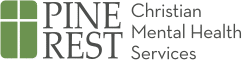 PINE
REST
Christian
Mental Health
Services